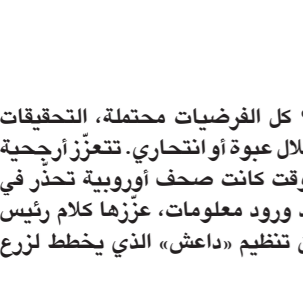 كل الفرضيات محتملة، التحقيقات
لال عبوة أو انتحاري. تتعزّز أرجحية
وقت كانت صحف أوروبية تحذّر في
ورود معلومات، عزّزها كلام رئيس
تنظيم «داعش» الذي يخطط لزرع